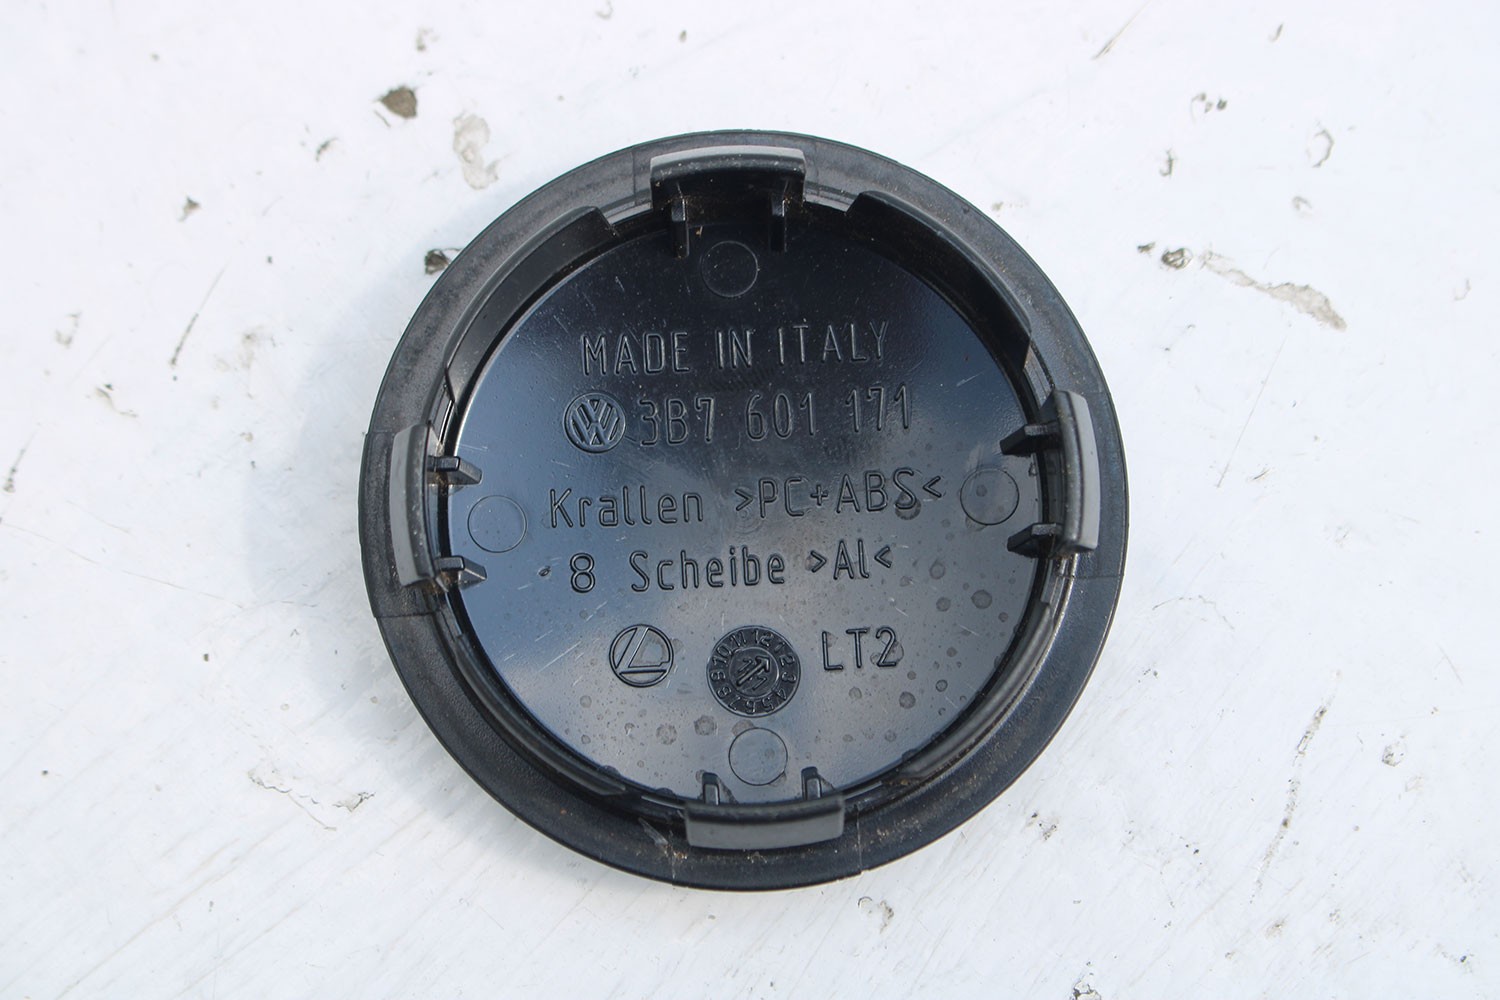 MADE IN ITALY
3B7 601 171
Krallen >PC+ABS<
8 Scheibe >Al<
LT2